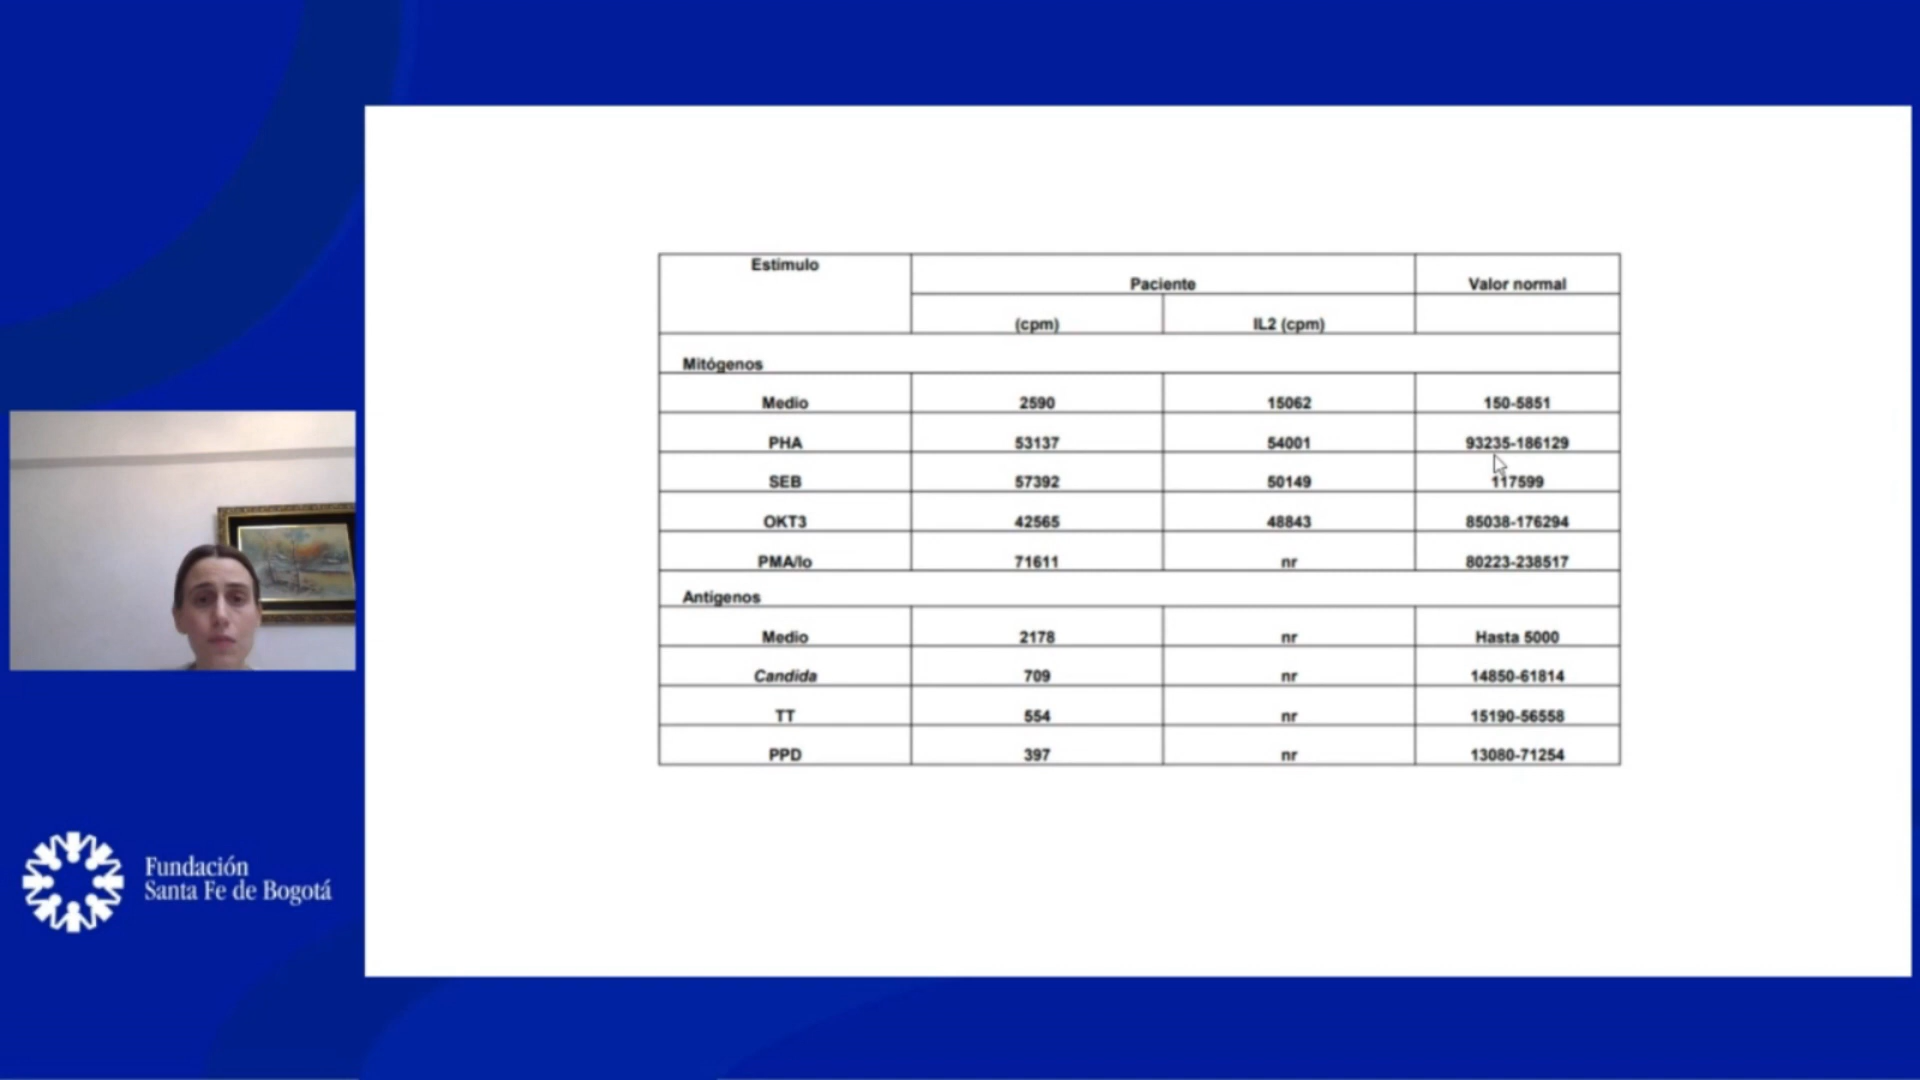 Estímulo Paciente Valor normal
(cpm) IL2 (cpm)
Mitógenos
Medio 2590 15062 150-5851
PHA 53137 54001 93235-186129
SEB 57392 50149 117599
OKT3 42565 48843 85038-176294
PMA/Io 71611 nr 80223-238517
Antígenos
Medio 2178 nr Hasta 5000
Candida 709 nr 14850-61814
TT 554 nr 15190-56558
PPD 397 nr 13080-71254
Fundación
Santa Fe de Bogotá